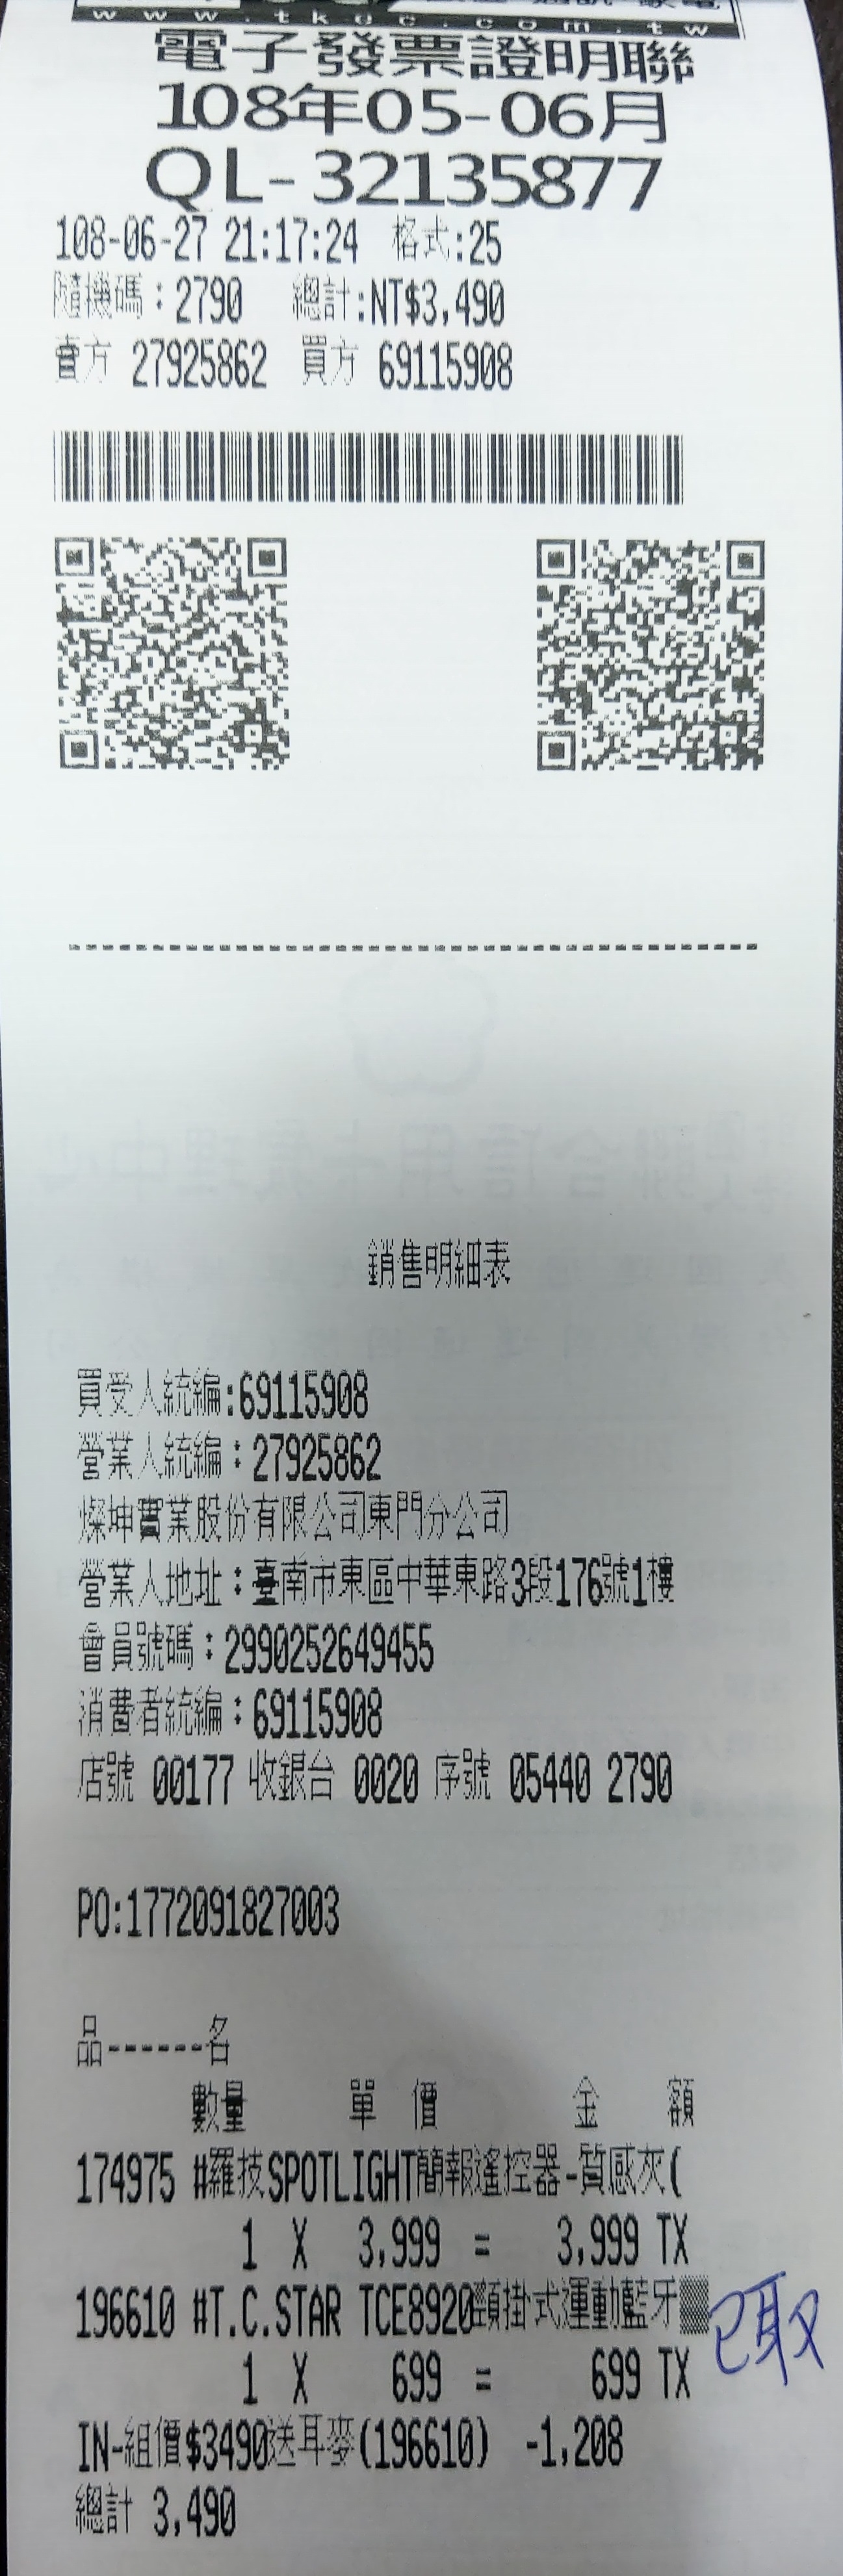 www.tkdc.com.tw
電子發票證明聯
108年05-06月
QL-32135877
108-06-27 21:17:24 格式:25
隨機碼：2790 總計:NT$3,490
賣方 27925862 買方 69115908
銷售明細表
買受人統編:69115908
營業人統編：27925862
燦坤實業股份有限公司東門分公司
營業人地址：臺南市東區中華東路3段176號1樓
會員號碼：2990252649455
消費者統編：69115908
店號 00177 收銀台 0020 序號 05440 2790
PO:1772091827003
品------名
數量 單價 金額
174975 #羅技SPOTLIGHT簡報遙控器-質感灰(
1 X 3,999 = 3,999 TX
196610 #T.C.STAR TCE8920頸掛式運動藍牙
已取
1 X 699 = 699 TX
IN-組價$3490送耳麥(196610) -1,208
總計 3,490